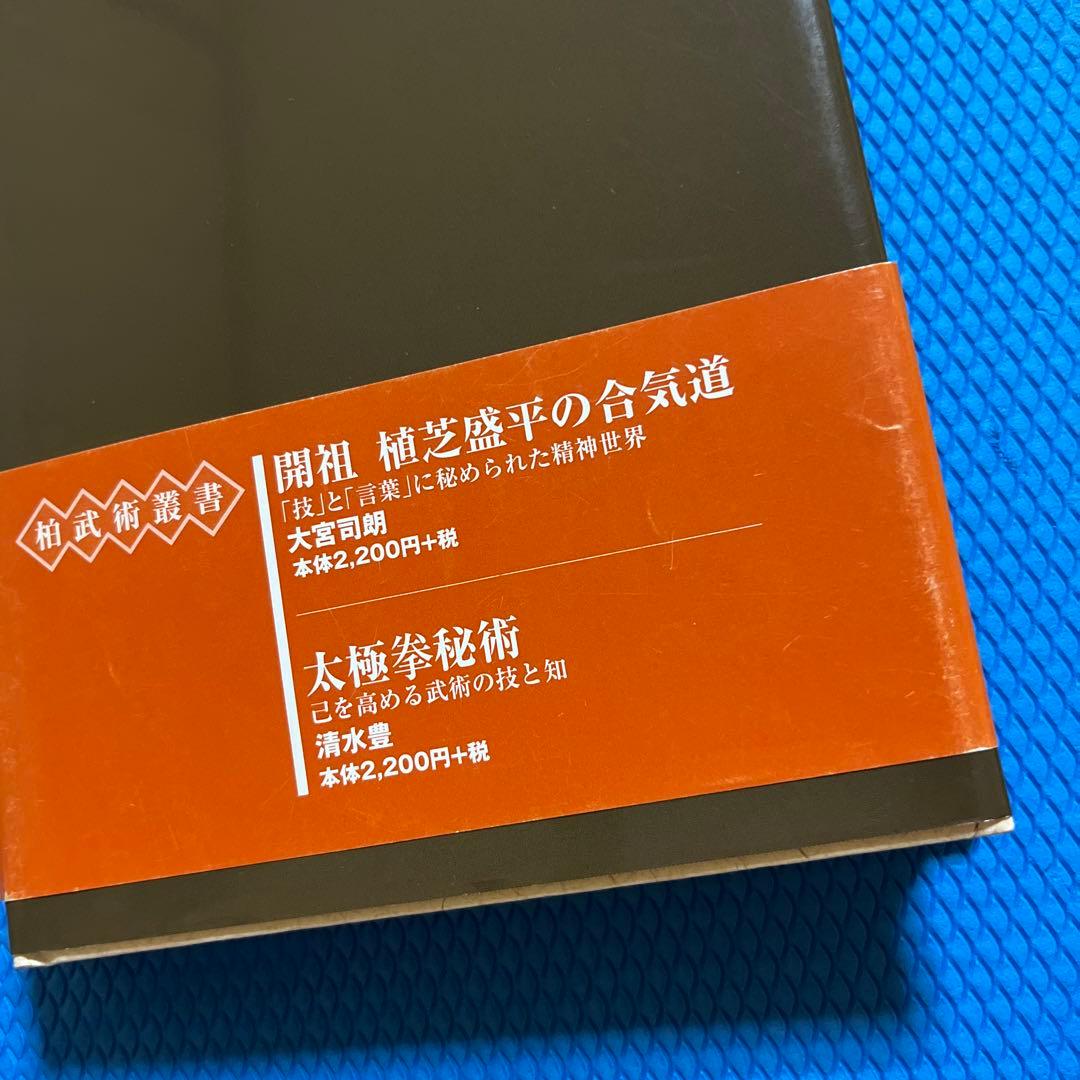 柏武術叢書
開祖 植芝盛平の合気道
「技」と「言葉」に秘められた精神世界
大宮司朗
本体2,200円+税
太極拳秘術
己を高める武術の技と知
清水豊
本体2,200円+税